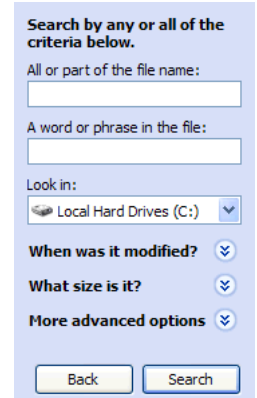 Search by any or all of the
criteria below.
All or part of the file name:
A word or phrase in the file:
Look in:
Local Hard Drives (C:)
When was it modified?
What size is it?
More advanced options
Back
Search